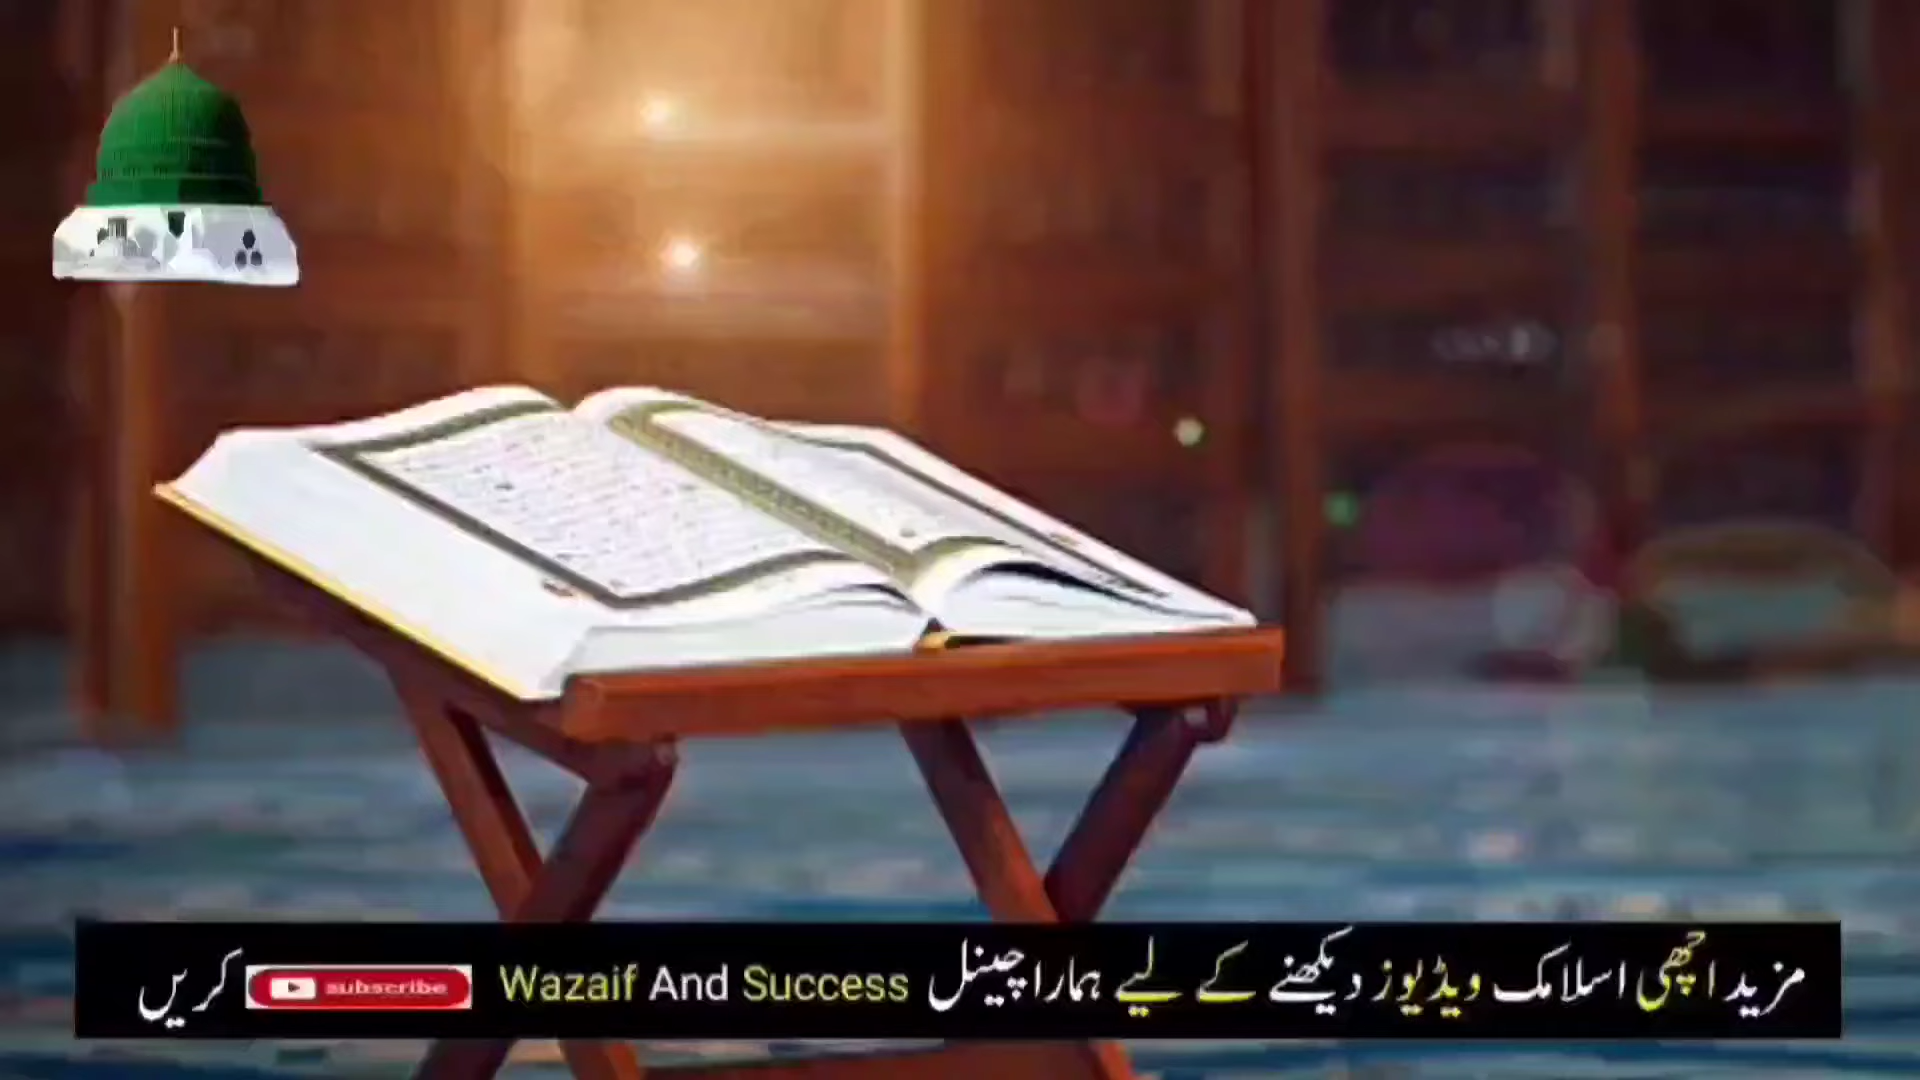 مزید اچھی اسلامک ویڈیوز دیکھنے کے لیے ہمارا چینل Wazaif And Success subscribe کریں